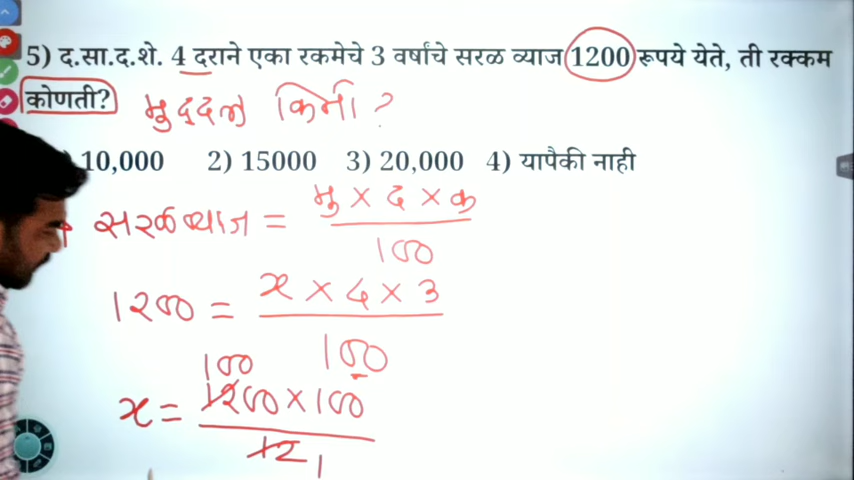 5) द.सा.द.शे. 4 दराने एका रकमेचे 3 वर्षांचे सरळ व्याज 1200 रूपये येते, ती रक्कम
कोणती? मुद्दल किती?
10,000 2) 15000 3) 20,000 4) यापैकी नाही
सरळव्याज = मु × द × क
100
1200 = x × 4 × 3
100
100
x = 1200 × 100
12 1